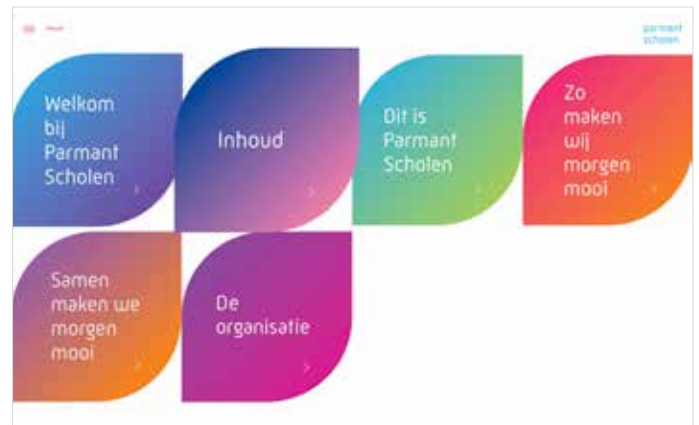 parmant
scholen
Welkom
bij
Parmant
Scholen
Inhoud
Dit is
Parmant
Scholen
Zo
maken
wij
morgen
mooi
Samen
maken we
morgen
mooi
De
organisatie